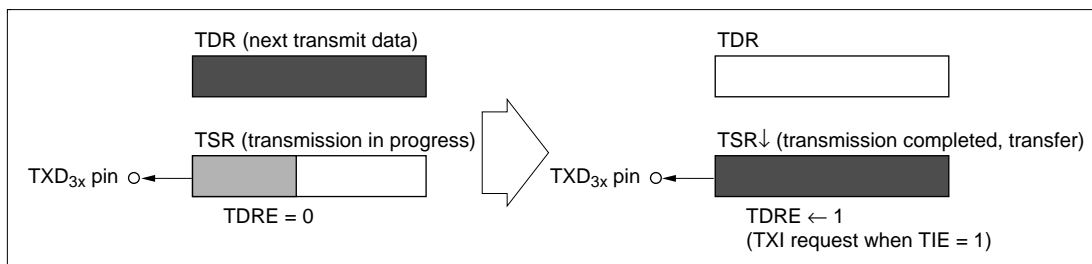 TDR (next transmit data)
TSR (transmission in progress)
TXD3x pin
TDRE = 0
TDR
TSR↓ (transmission completed, transfer)
TXD3x pin
TDRE ← 1
(TXI request when TIE = 1)